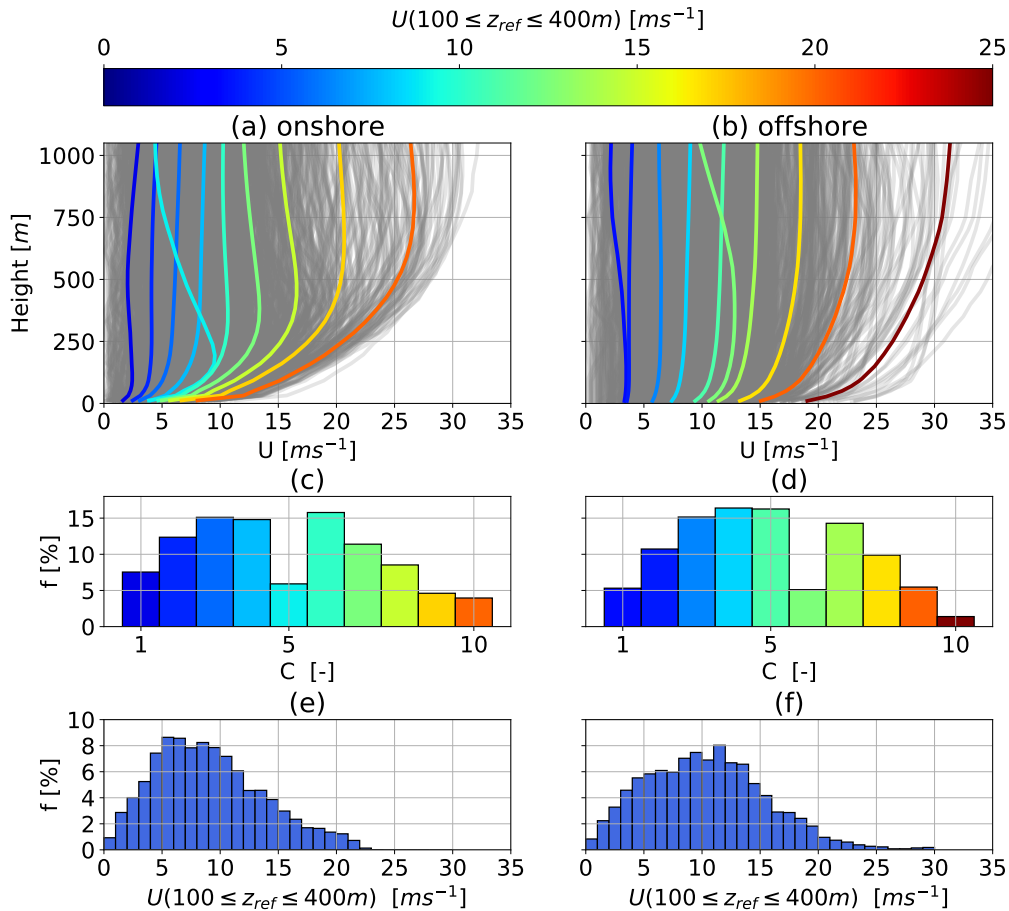 U(100 ≤ z_ref ≤ 400m) [ms⁻¹]
0 5 10 15 20 25
(a) onshore (b) offshore
1000
750
500
250
0
Height [m]
0 5 10 15 20 25 30 35
0 5 10 15 20 25 30 35
U [ms⁻¹] U [ms⁻¹]
(c) (d)
15
10
5
0
f [%]
15
10
5
0
1 5 10
1 5 10
C [-] C [-]
(e) (f)
10
8
6
4
2
0
f [%]
0 5 10 15 20 25 30 35
0 5 10 15 20 25 30 35
U(100 ≤ z_ref ≤ 400m) [ms⁻¹] U(100 ≤ z_ref ≤ 400m) [ms⁻¹]